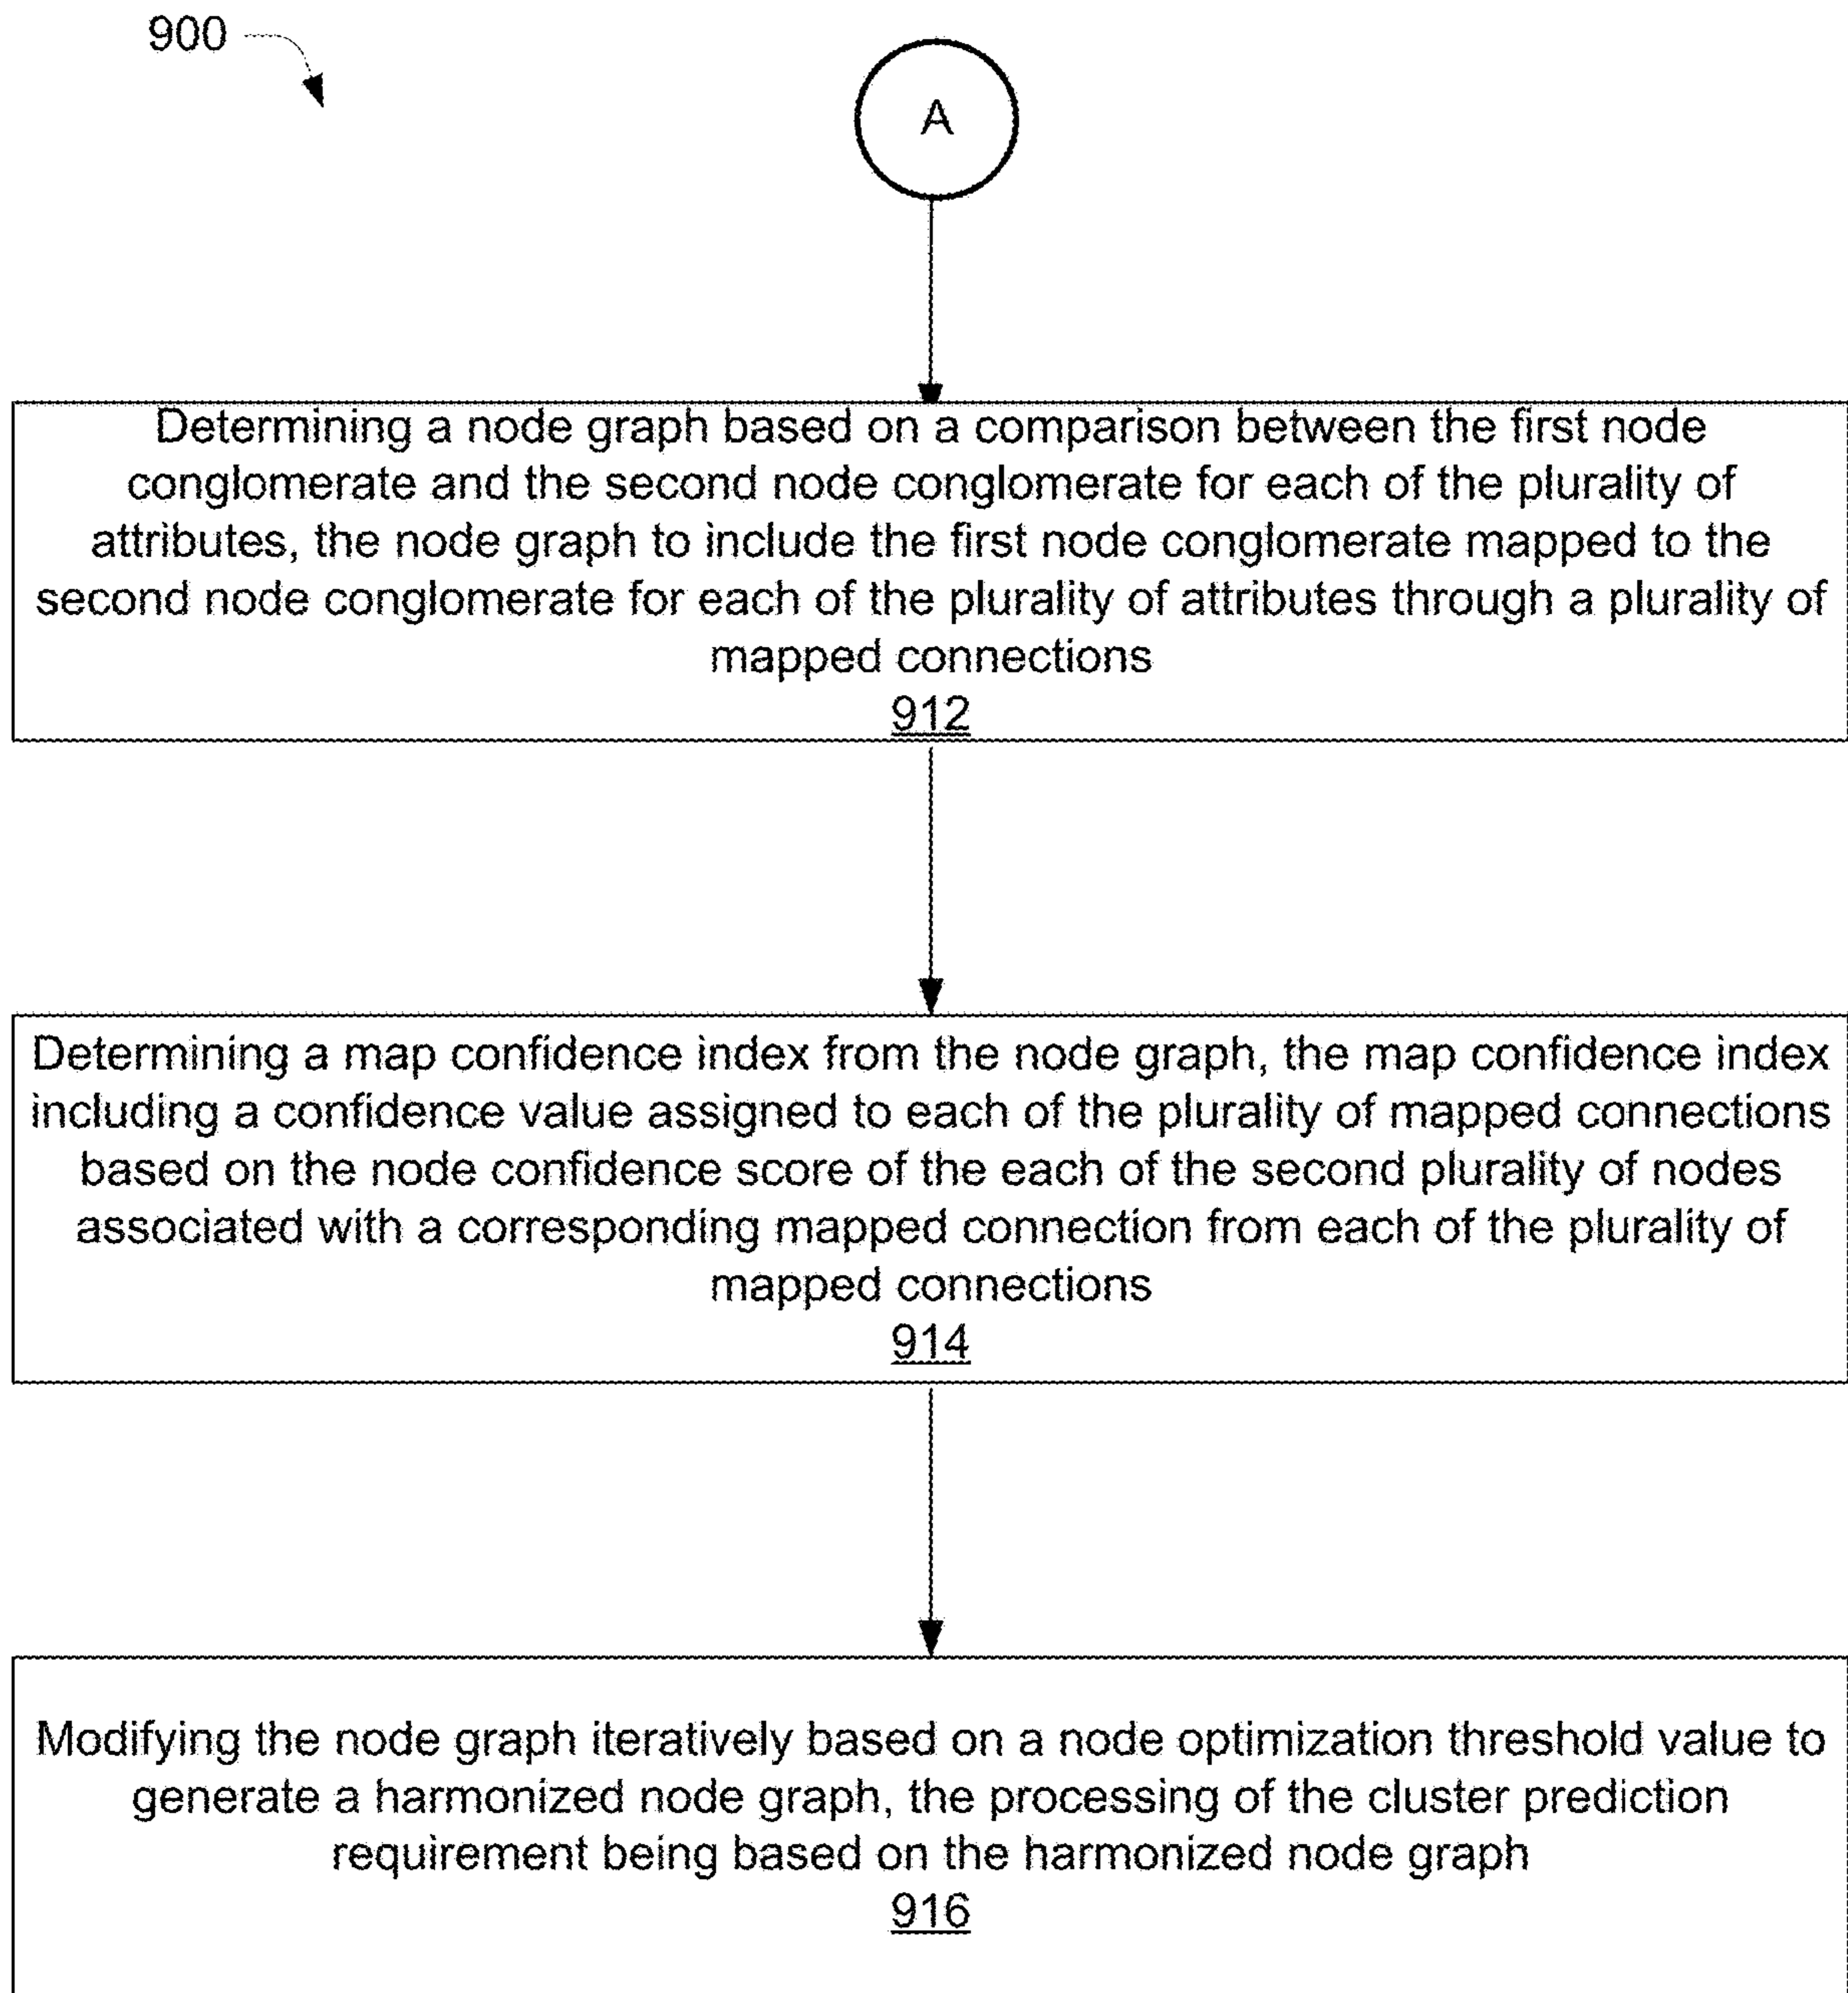 900
A
Determining a node graph based on a comparison between the first node
conglomerate and the second node conglomerate for each of the plurality of
attributes, the node graph to include the first node conglomerate mapped to the
second node conglomerate for each of the plurality of attributes through a plurality of
mapped connections
912
Determining a map confidence index from the node graph, the map confidence index
including a confidence value assigned to each of the plurality of mapped connections
based on the node confidence score of the each of the second plurality of nodes
associated with a corresponding mapped connection from each of the plurality of
mapped connections
914
Modifying the node graph iteratively based on a node optimization threshold value to
generate a harmonized node graph, the processing of the cluster prediction
requirement being based on the harmonized node graph
916